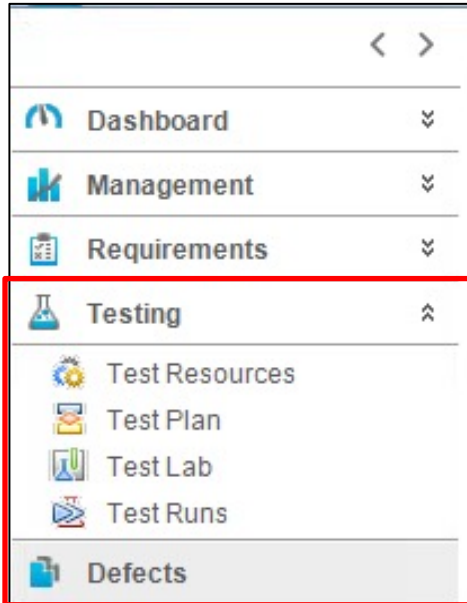 Dashboard
Management
Requirements
Testing
Test Resources
Test Plan
Test Lab
Test Runs
Defects